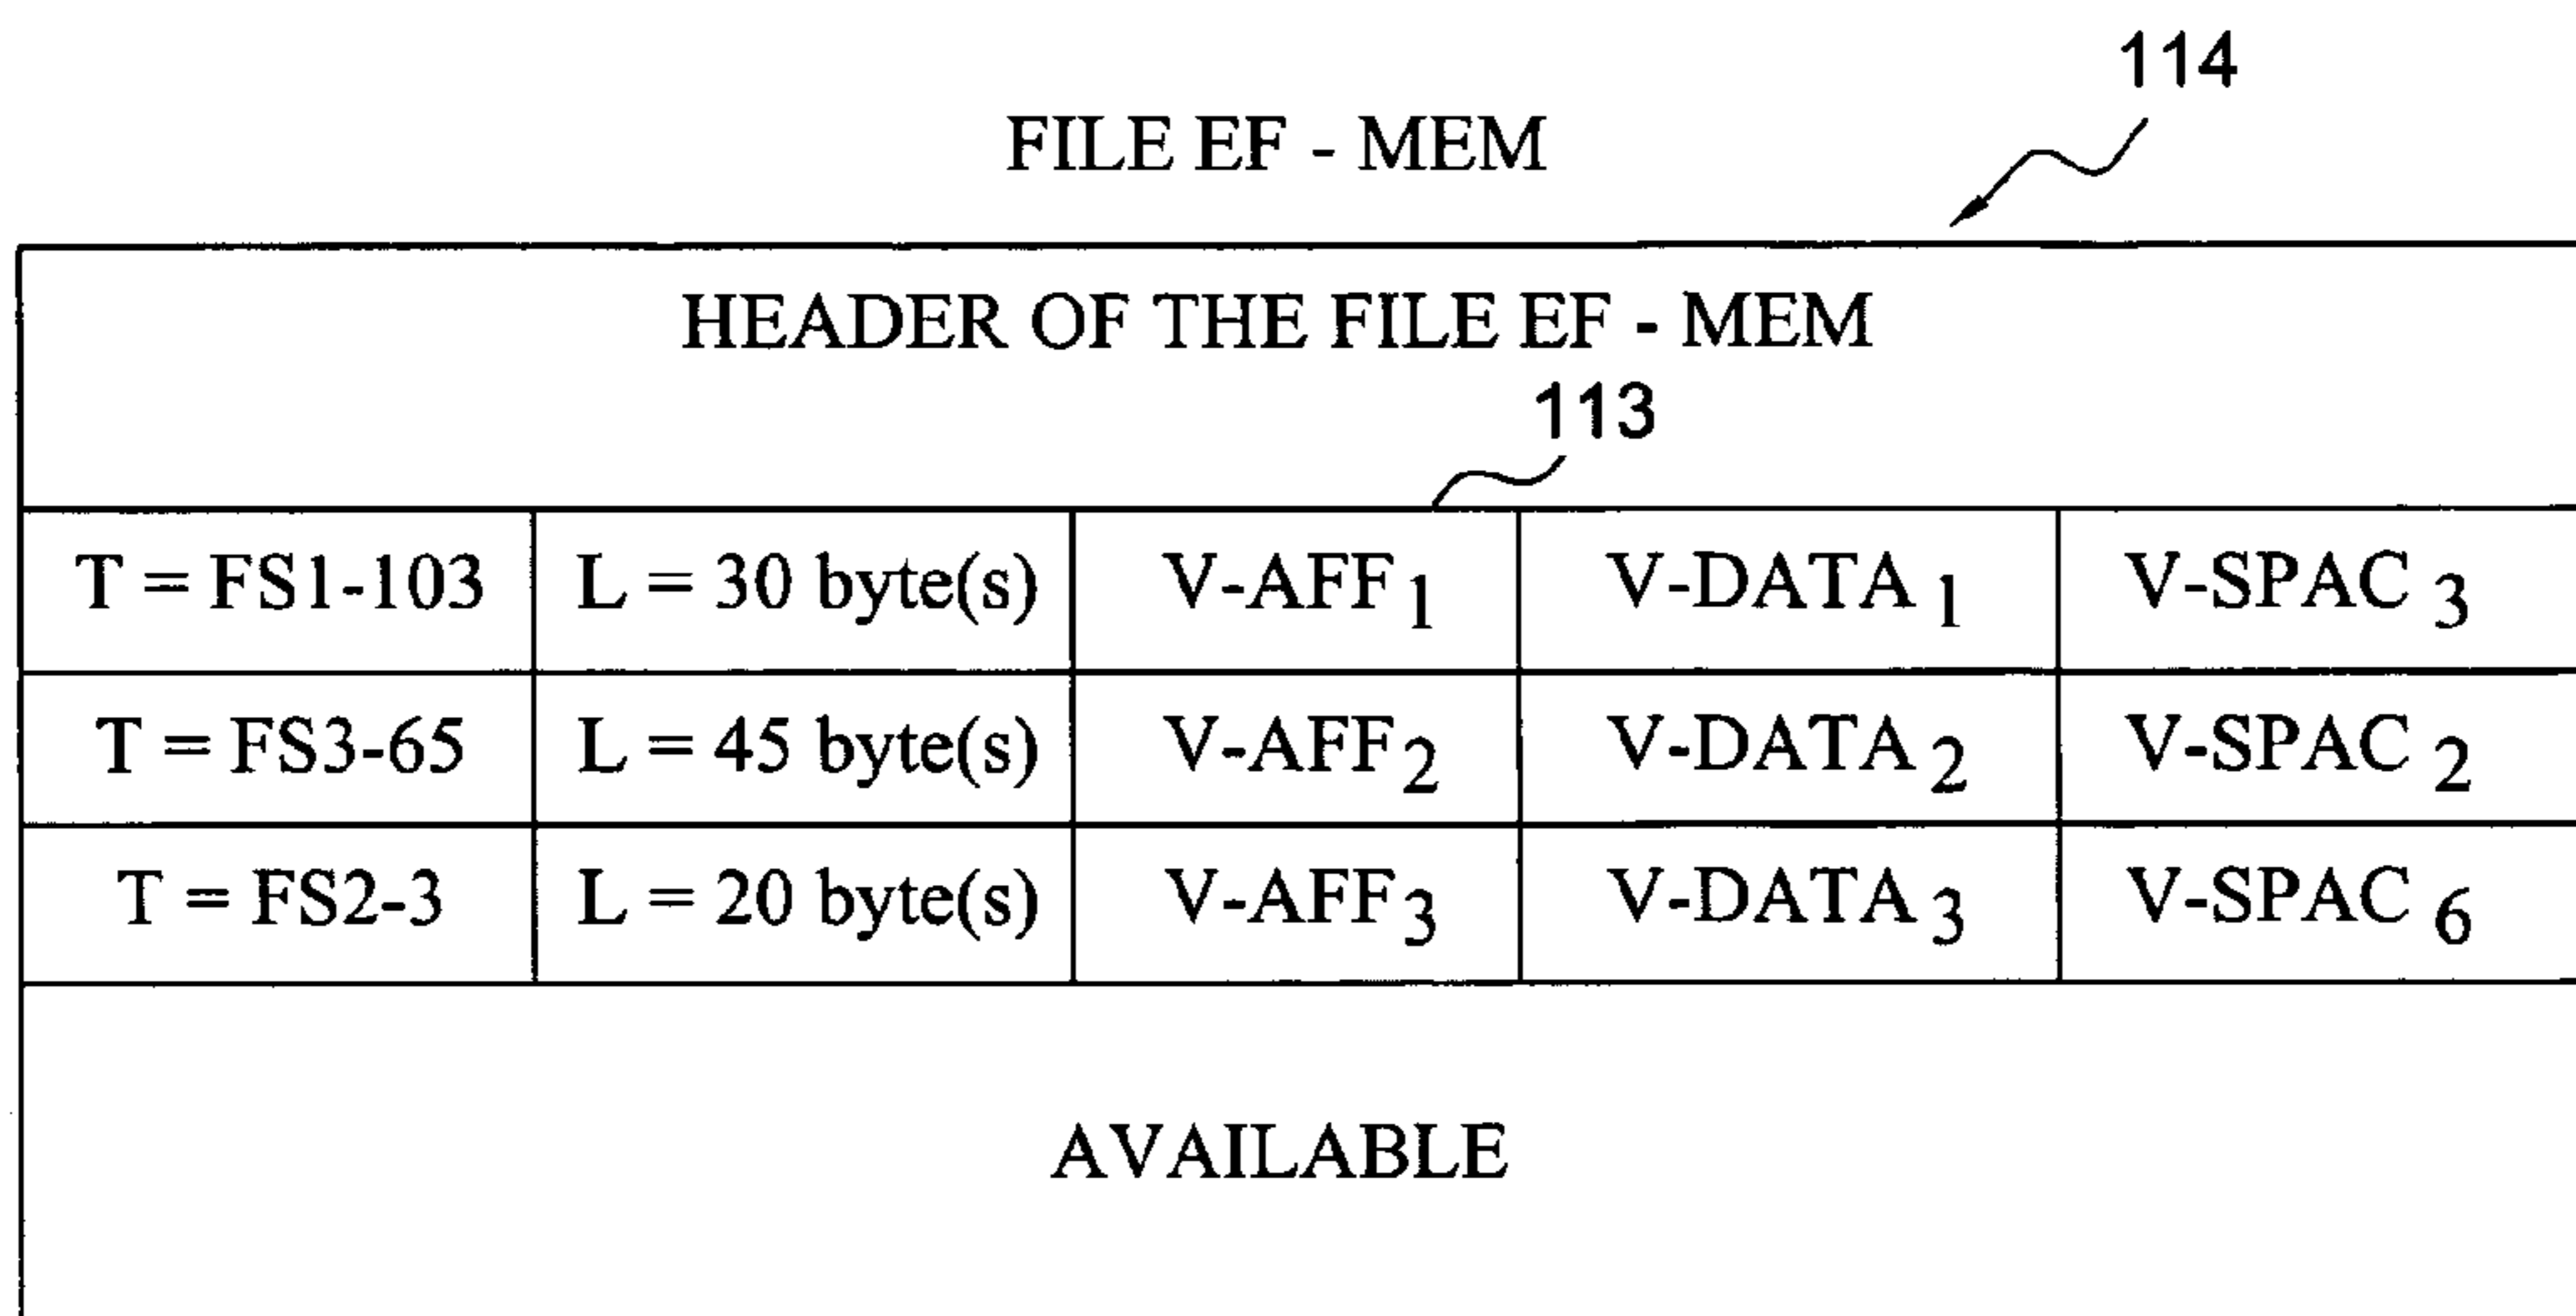 114
FILE EF - MEM
HEADER OF THE FILE EF - MEM
113
T = FS1-103 L = 30 byte(s) V-AFF1 V-DATA1 V-SPAC3
T = FS3-65 L = 45 byte(s) V-AFF2 V-DATA2 V-SPAC2
T = FS2-3 L = 20 byte(s) V-AFF3 V-DATA3 V-SPAC6
AVAILABLE